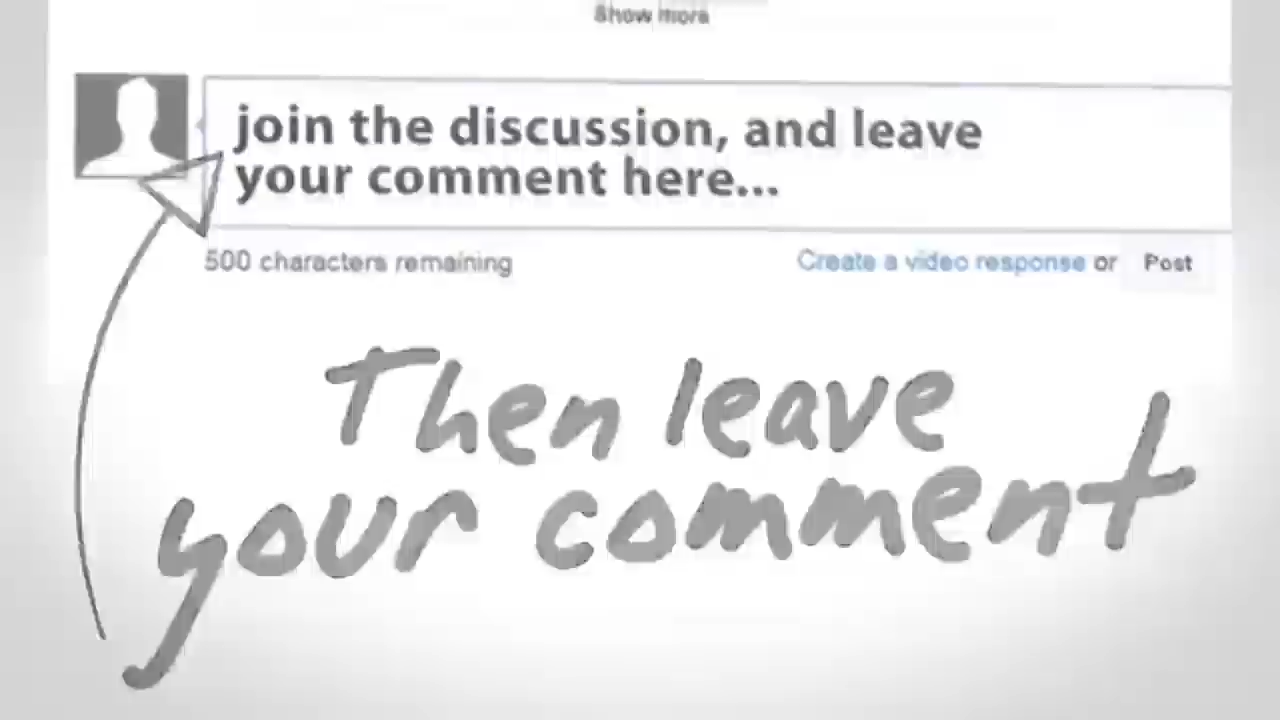 Show more
join the discussion, and leave
your comment here...
500 characters remaining
Create a video response or Post
Then leave
your comment